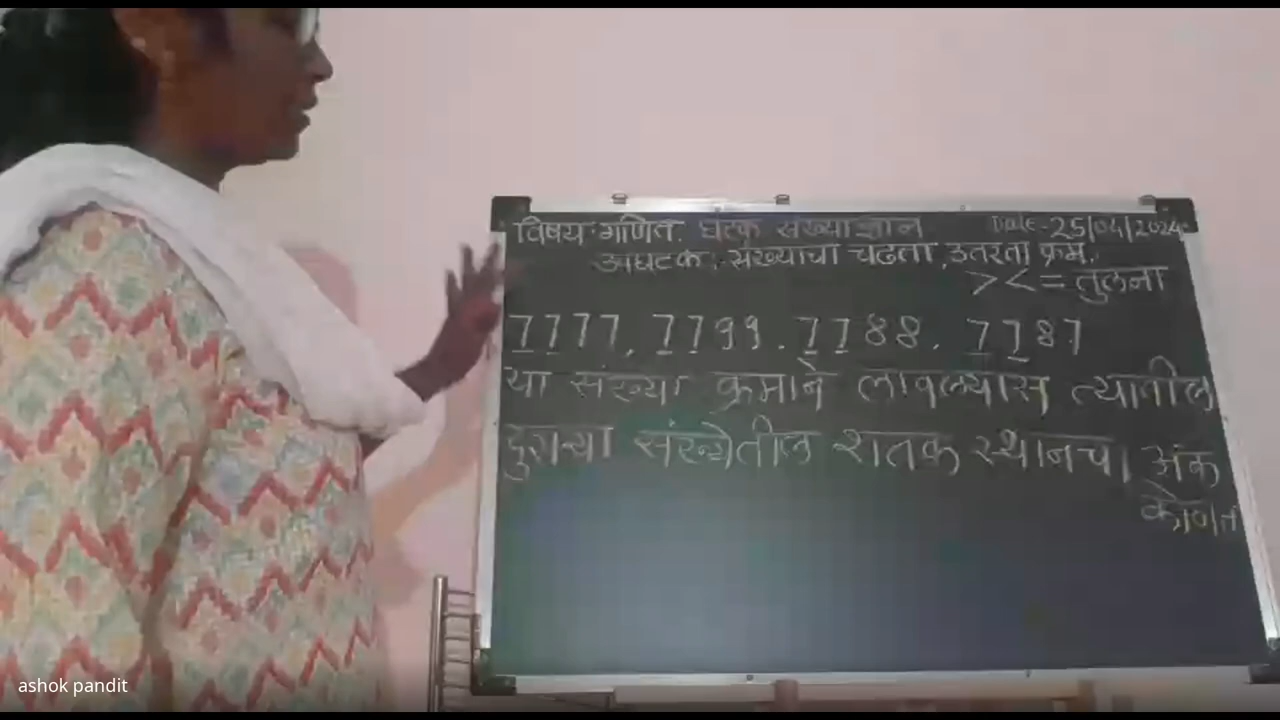 विषय:गणित. घटक संख्याज्ञान Date-25/04/2024
उपघटक:.संख्याचा चढता,उतरता क्रम.
> < = तुलना
7777, 7799. 7788. 7787
या संख्या क्रमाने लावल्यास त्यातील
दुसऱ्या संख्येतील शतक स्थानचा अंक
कोणत
ashok pandit